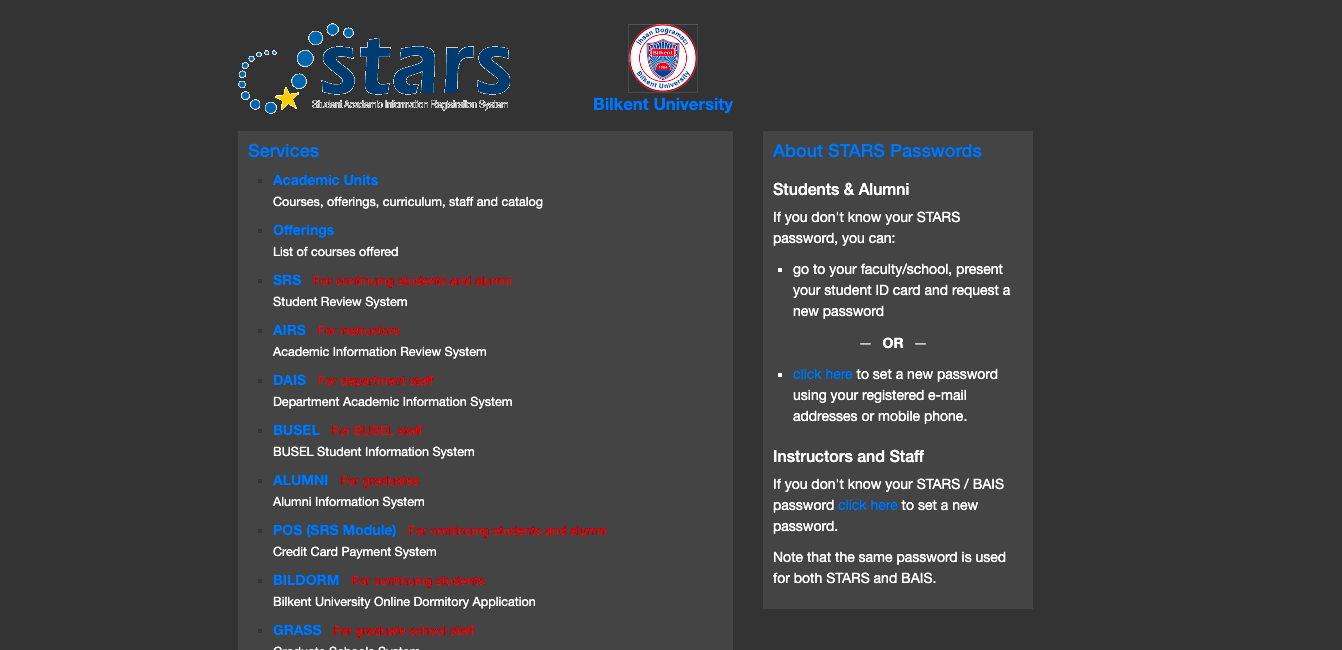 stars
Student Academic Information Registration System
İhsan Doğramacı
Bilkent
1984
Bilkent University
Bilkent University
Services
Academic Units
Courses, offerings, curriculum, staff and catalog
Offerings
List of courses offered
SRS For continuing students and alumni
Student Review System
AIRS For instructors
Academic Information Review System
DAIS For department staff
Department Academic Information System
BUSEL For BUSEL staff
BUSEL Student Information System
ALUMNI For graduates
Alumni Information System
POS (SRS Module) For continuing students and alumni
Credit Card Payment System
BILDORM For continuing students
Bilkent University Online Dormitory Application
GRASS For graduate school staff
Graduate Schools System
About STARS Passwords
Students & Alumni
If you don't know your STARS
password, you can:
go to your faculty/school, present
your student ID card and request a
new password
— OR —
click here to set a new password
using your registered e-mail
addresses or mobile phone.
Instructors and Staff
If you don't know your STARS / BAIS
password click here to set a new
password.
Note that the same password is used
for both STARS and BAIS.